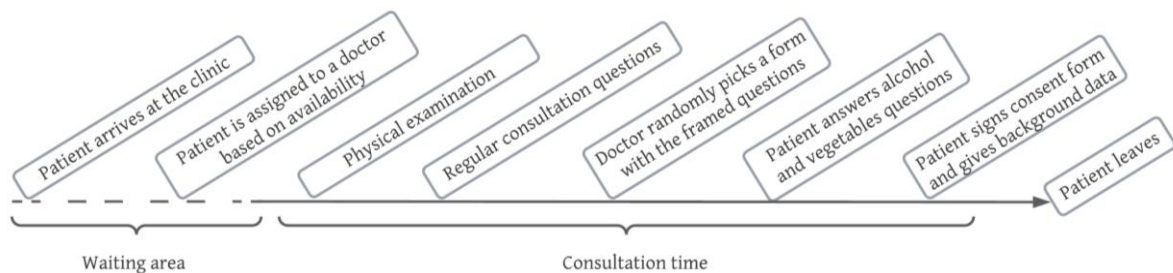 Patient arrives at the clinic
Patient is assigned to a doctor
based on availability
Physical examination
Regular consultation questions
Doctor randomly picks a form
with the framed questions
Patient answers alcohol
and vegetables questions
Patient signs consent form
and gives background data
Patient leaves
Waiting area
Consultation time